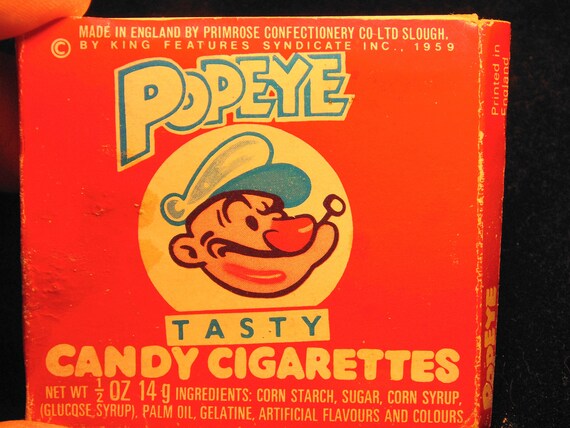 MADE IN ENGLAND BY PRIMROSE CONFECTIONERY CO·LTD SLOUGH.
© BY KING FEATURES SYNDICATE INC., 1959
POPEYE
TASTY
CANDY CIGARETTES
NET WT ½ OZ 14 g INGREDIENTS: CORN STARCH, SUGAR, CORN SYRUP,
(GLUCOSE SYRUP), PALM OIL, GELATINE, ARTIFICIAL FLAVOURS AND COLOURS
Printed in
England
POPEYE